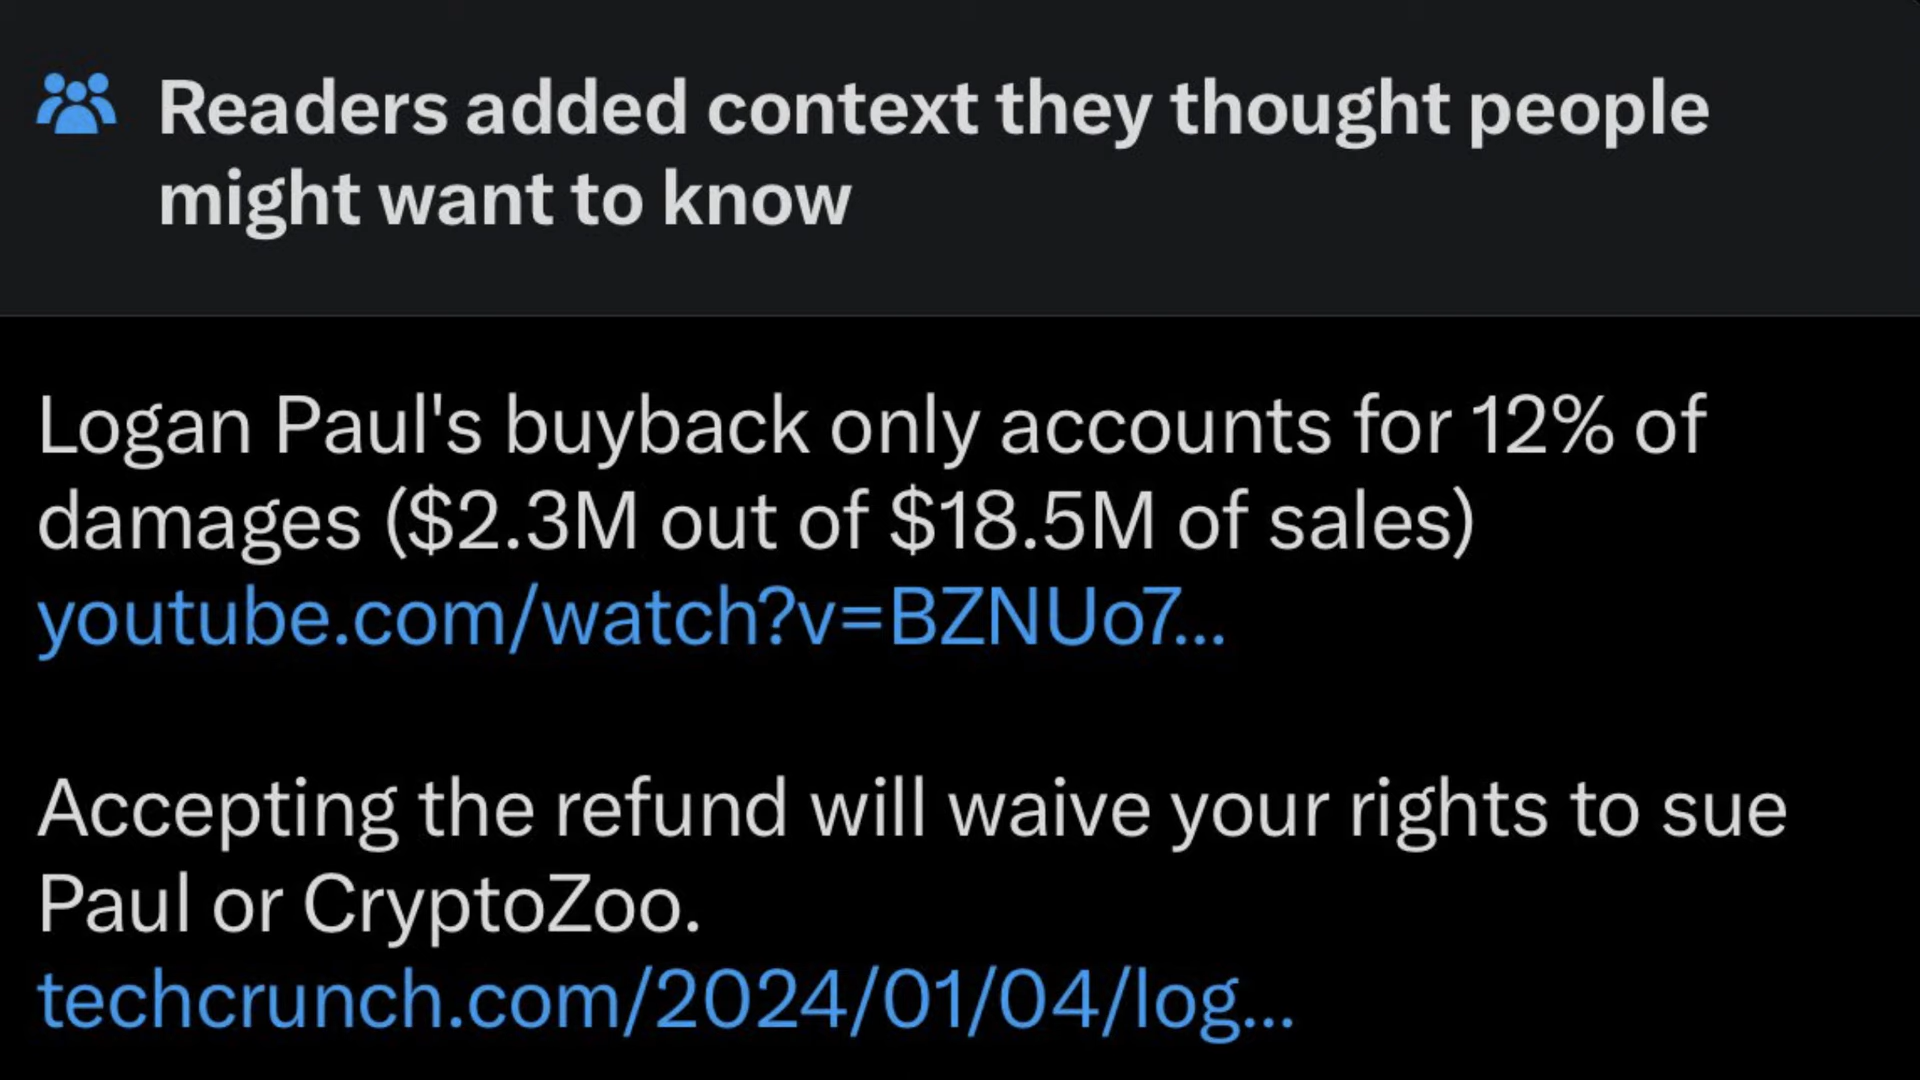 Readers added context they thought people
might want to know
Logan Paul's buyback only accounts for 12% of
damages ($2.3M out of $18.5M of sales)
youtube.com/watch?v=BZNUo7...
Accepting the refund will waive your rights to sue
Paul or CryptoZoo.
techcrunch.com/2024/01/04/log...